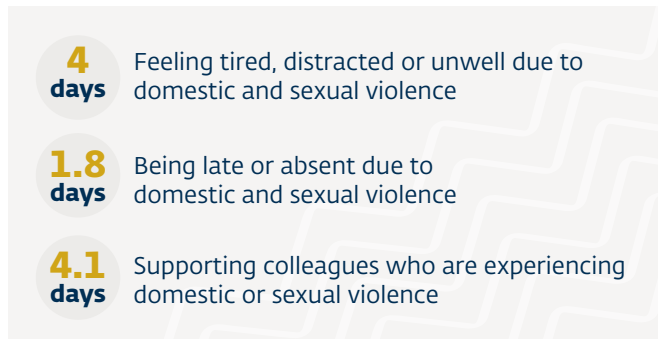 4
days
Feeling tired, distracted or unwell due to
domestic and sexual violence
1.8
days
Being late or absent due to
domestic and sexual violence
4.1
days
Supporting colleagues who are experiencing
domestic or sexual violence